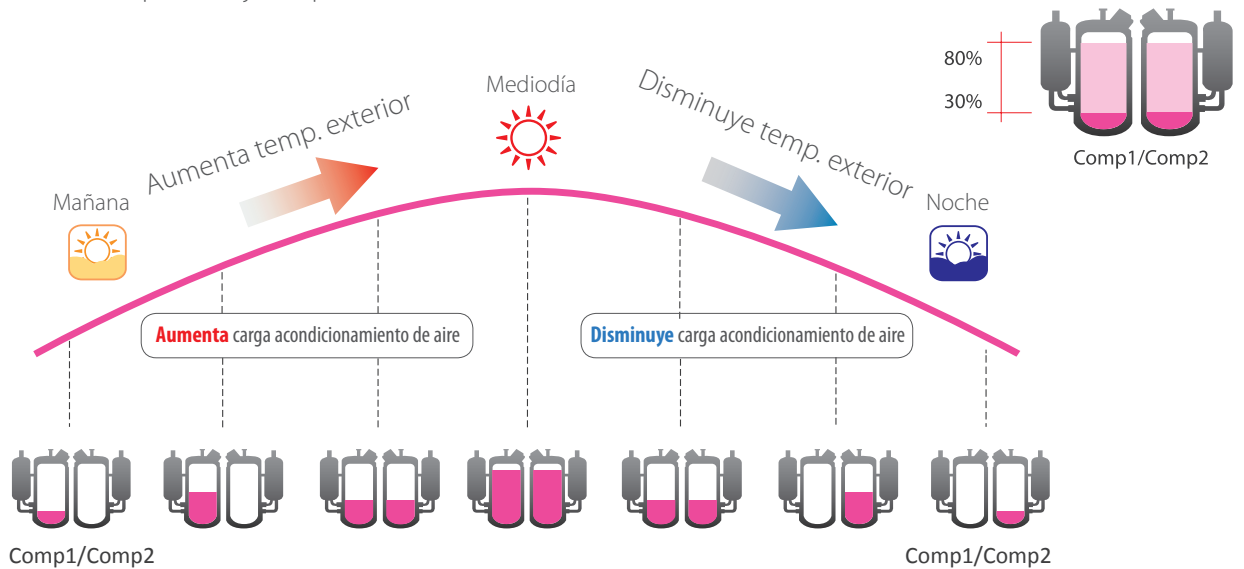 Mediodía
80%
30%
Comp1/Comp2
Aumenta temp. exterior
Disminuye temp. exterior
Mañana
Noche
Aumenta carga acondicionamiento de aire
Disminuye carga acondicionamiento de aire
Comp1/Comp2
Comp1/Comp2